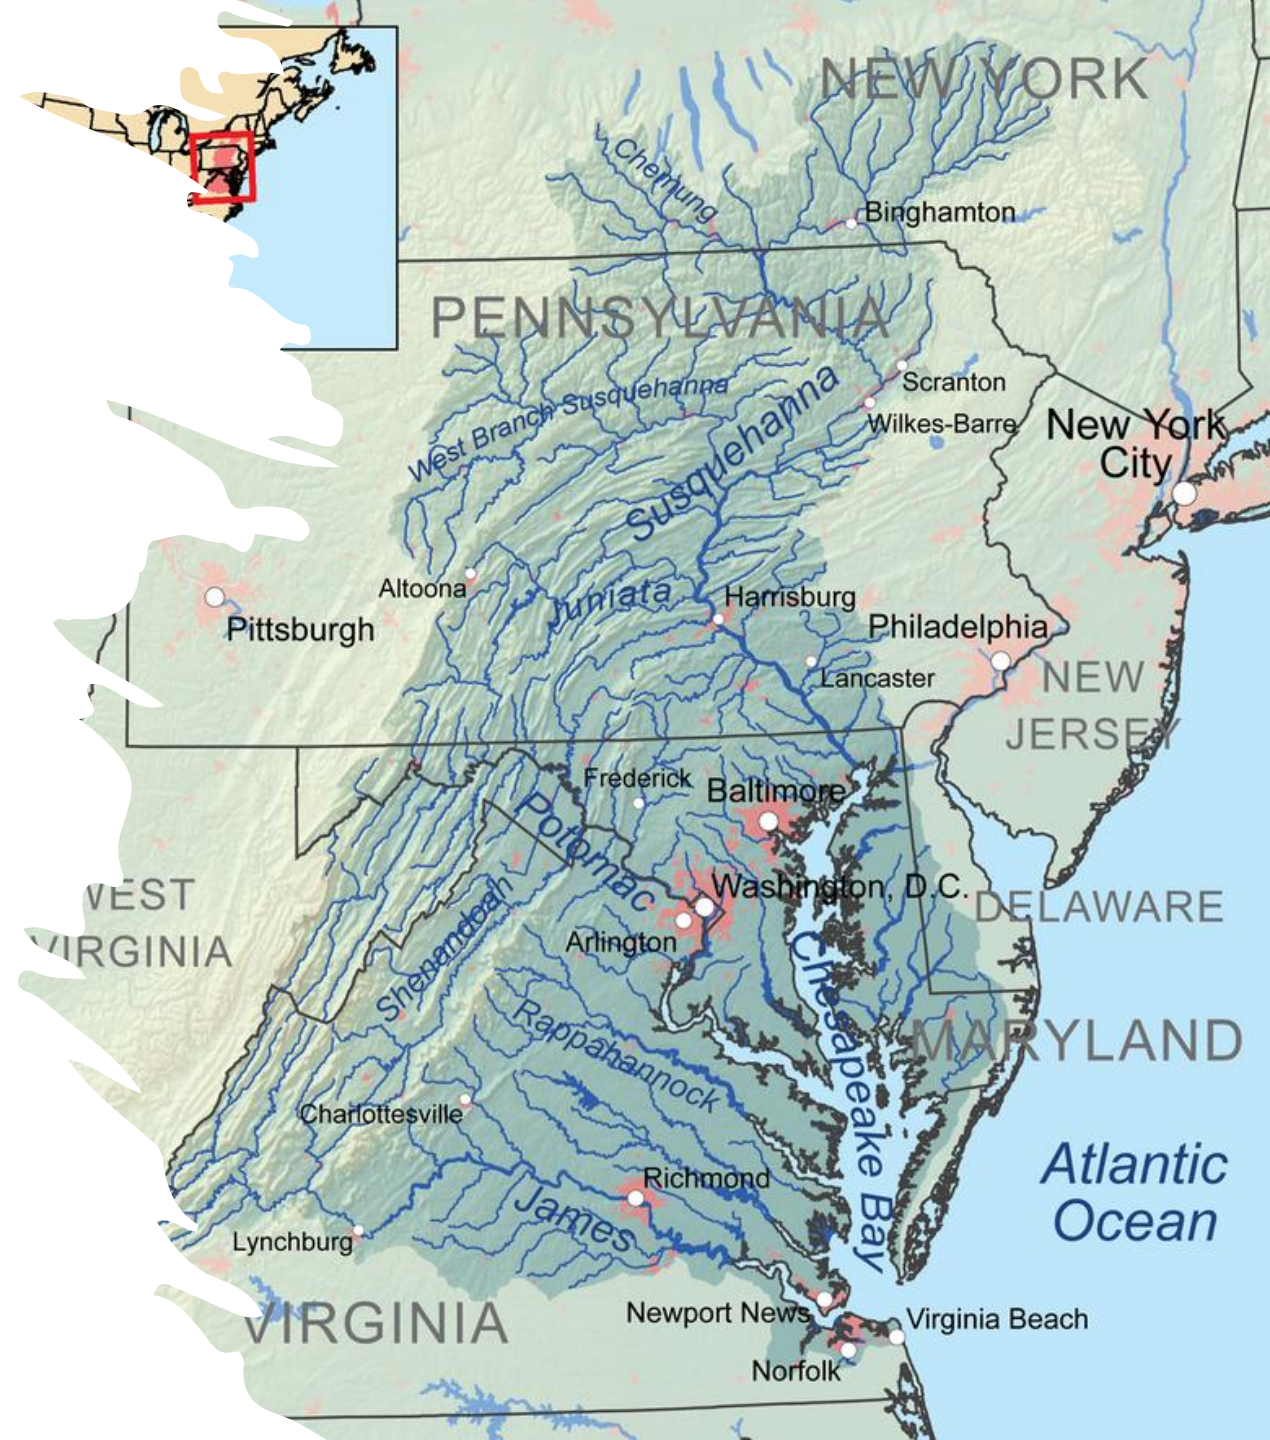 NEW YORK
Chemung
Binghamton
PENNSYLVANIA
Scranton
West Branch Susquehanna
Susquehanna
Wilkes-Barre
New York
City
Altoona
Juniata
Harrisburg
Pittsburgh
Philadelphia
Lancaster
NEW
JERSEY
Frederick
Baltimore
Potomac
WEST
VIRGINIA
Washington, D.C.
DELAWARE
Shenandoah
Arlington
Chesapeake Bay
Rappahannock
MARYLAND
Charlottesville
Atlantic
Ocean
Richmond
James
Lynchburg
VIRGINIA
Newport News
Virginia Beach
Norfolk